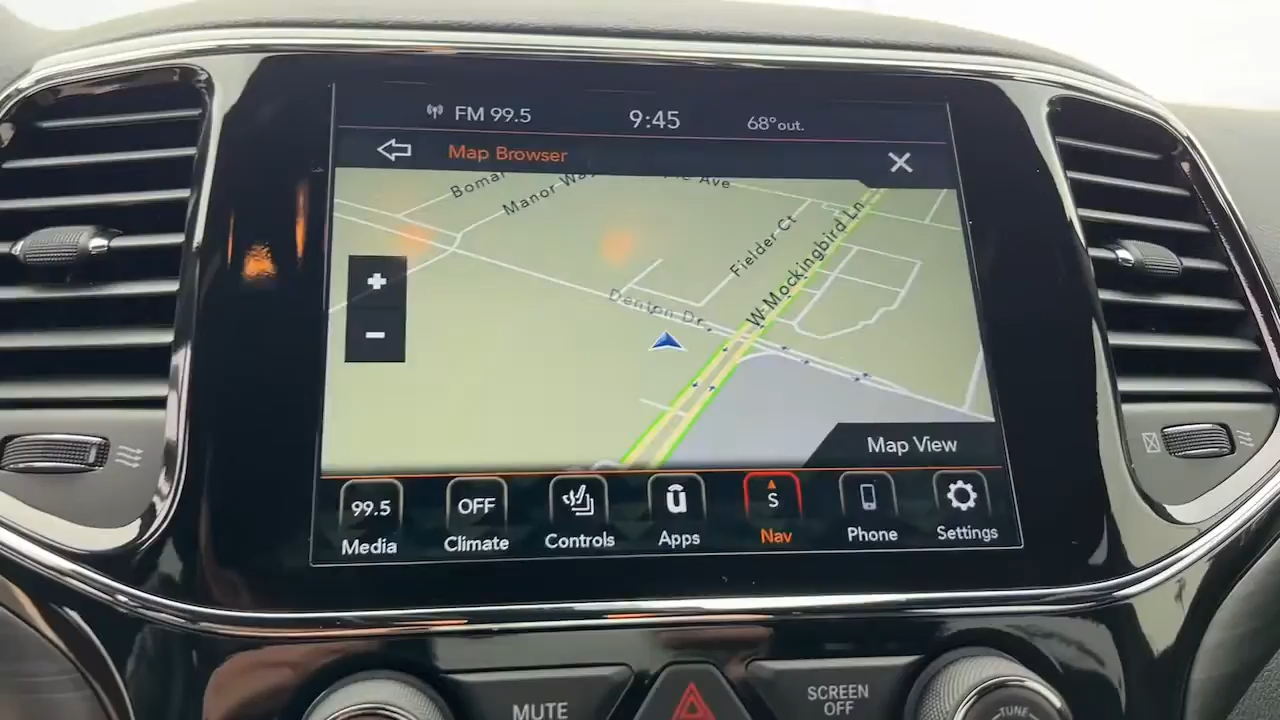 FM 99.5
9:45
68°out.
Map Browser
Bomar
Manor Way
Ave
Fielder Ct
W Mockingbird Ln
Denton Dr.
+
−
Map View
99.5
OFF
S
Media
Climate
Controls
Apps
Nav
Phone
Settings
MUTE
SCREEN
OFF
TUNE